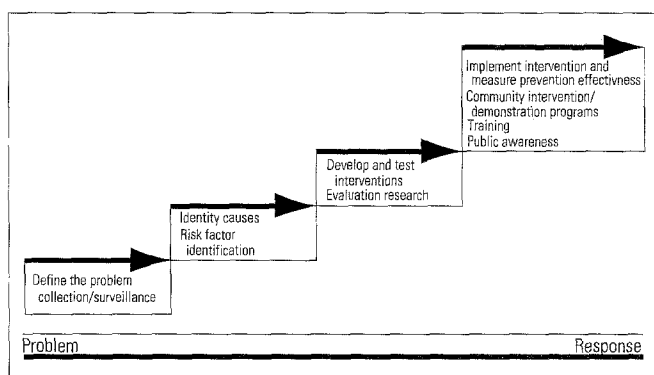 Implement intervention and
measure prevention effectivness
Community intervention/
demonstration programs
Training
Public awareness
Develop and test
interventions
Evaluation research
Identity causes
Risk factor
identification
Define the problem
collection/surveillance
Problem
Response